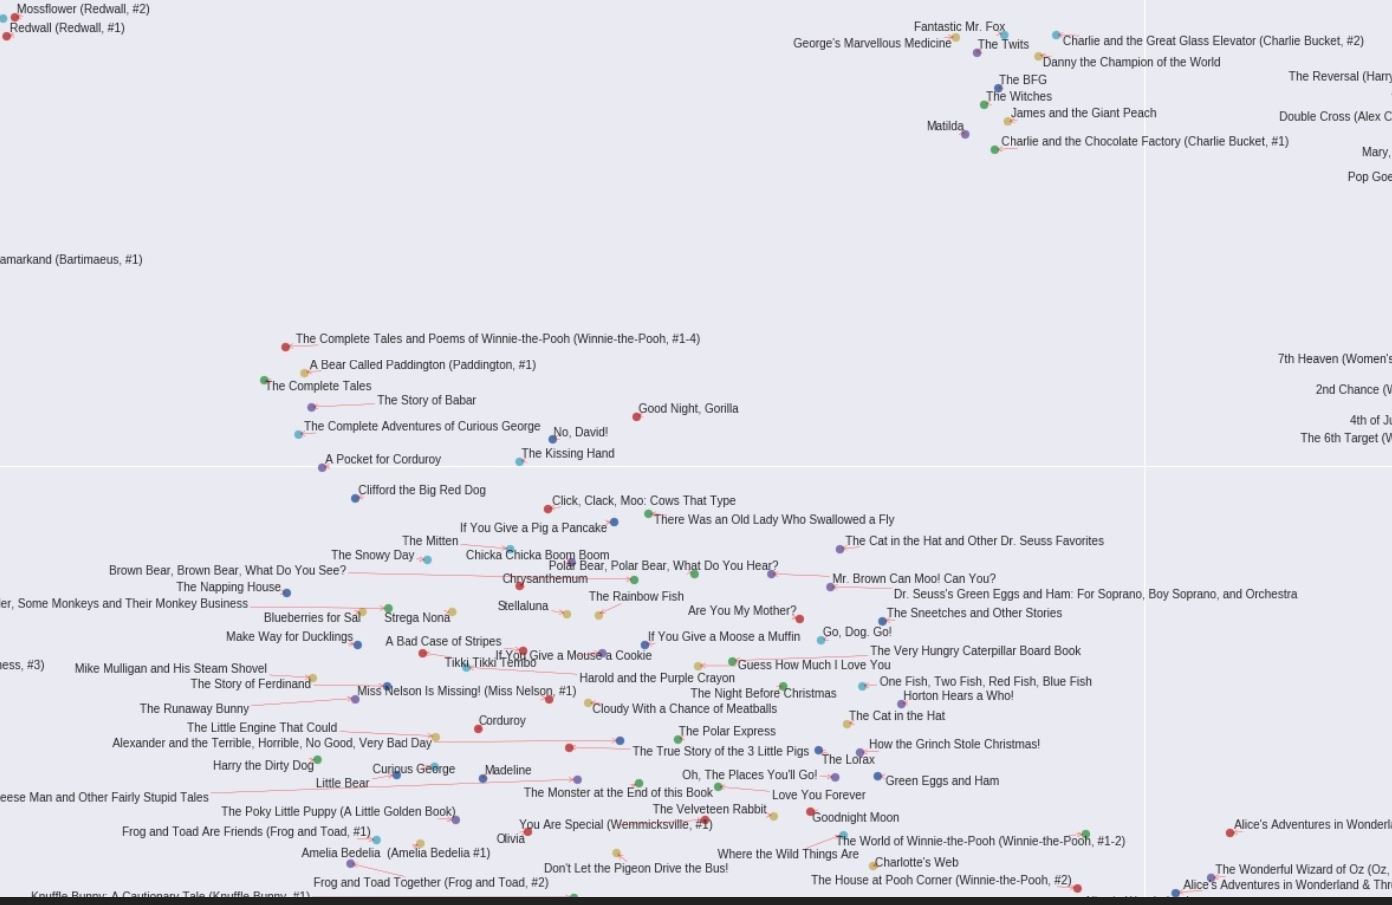 Mossflower (Redwall, #2)
Redwall (Redwall, #1)
Fantastic Mr. Fox
George's Marvellous Medicine
The Twits
Charlie and the Great Glass Elevator (Charlie Bucket, #2)
Danny the Champion of the World
The Reversal (Harry
The BFG
The Witches
James and the Giant Peach
Double Cross (Alex C
Matilda
Charlie and the Chocolate Factory (Charlie Bucket, #1)
Mary,
Pop Goe
amarkand (Bartimaeus, #1)
The Complete Tales and Poems of Winnie-the-Pooh (Winnie-the-Pooh, #1-4)
A Bear Called Paddington (Paddington, #1)
7th Heaven (Women's
The Complete Tales
2nd Chance (W
The Story of Babar
Good Night, Gorilla
4th of Ju
The Complete Adventures of Curious George
No, David!
The 6th Target (W
The Kissing Hand
A Pocket for Corduroy
Clifford the Big Red Dog
Click, Clack, Moo: Cows That Type
There Was an Old Lady Who Swallowed a Fly
If You Give a Pig a Pancake
The Mitten
The Cat in the Hat and Other Dr. Seuss Favorites
The Snowy Day
Chicka Chicka Boom Boom
Polar Bear, Polar Bear, What Do You Hear?
Brown Bear, Brown Bear, What Do You See?
Chrysanthemum
Mr. Brown Can Moo! Can You?
The Napping House
Dr. Seuss's Green Eggs and Ham: For Soprano, Boy Soprano, and Orchestra
The Rainbow Fish
ler, Some Monkeys and Their Monkey Business
Stellaluna
Are You My Mother?
The Sneetches and Other Stories
Blueberries for Sal
Strega Nona
Go, Dog. Go!
Make Way for Ducklings
A Bad Case of Stripes
If You Give a Moose a Muffin
The Very Hungry Caterpillar Board Book
If You Give a Mouse a Cookie
Tikki Tikki Tembo
Guess How Much I Love You
ness, #3)
Mike Mulligan and His Steam Shovel
Harold and the Purple Crayon
One Fish, Two Fish, Red Fish, Blue Fish
The Story of Ferdinand
Miss Nelson Is Missing! (Miss Nelson, #1)
The Night Before Christmas
Horton Hears a Who!
The Runaway Bunny
Cloudy With a Chance of Meatballs
The Cat in the Hat
Corduroy
The Little Engine That Could
The Polar Express
Alexander and the Terrible, Horrible, No Good, Very Bad Day
How the Grinch Stole Christmas!
The True Story of the 3 Little Pigs
The Lorax
Harry the Dirty Dog
Curious George
Madeline
Oh, The Places You'll Go!
Green Eggs and Ham
Little Bear
The Monster at the End of this Book
Love You Forever
eese Man and Other Fairly Stupid Tales
The Poky Little Puppy (A Little Golden Book)
The Velveteen Rabbit
Goodnight Moon
You Are Special (Wemmicksville, #1)
Alice's Adventures in Wonderla
Frog and Toad Are Friends (Frog and Toad, #1)
Olivia
The World of Winnie-the-Pooh (Winnie-the-Pooh, #1-2)
Amelia Bedelia (Amelia Bedelia #1)
Where the Wild Things Are
Don't Let the Pigeon Drive the Bus!
Charlotte's Web
The Wonderful Wizard of Oz (Oz,
Frog and Toad Together (Frog and Toad, #2)
The House at Pooh Corner (Winnie-the-Pooh, #2)
Alice's Adventures in Wonderland & Thr
Knuffle Bunny: A Cautionary Tale (Knuffle Bunny, #1)